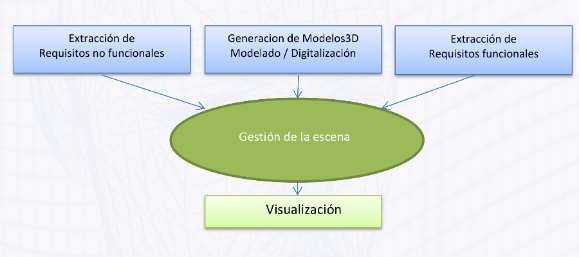 Extracción de
Requisitos no funcionales
Generacion de Modelos3D
Modelado / Digitalización
Extracción de
Requisitos funcionales
Gestión de la escena
Visualización